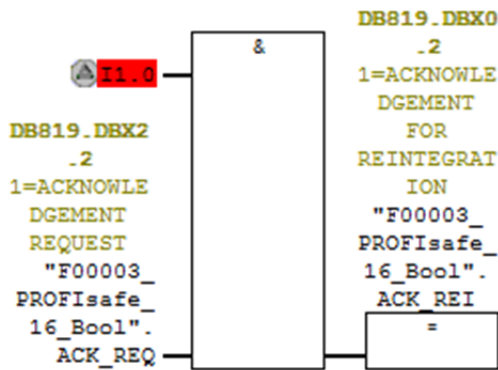 &
I1.0
DB819.DBX2
.2
1=ACKNOWLE
DGEMENT
REQUEST
"F00003_
PROFIsafe_
16_Bool".
ACK_REQ
DB819.DBX0
.2
1=ACKNOWLE
DGEMENT
FOR
REINTEGRAT
ION
"F00003_
PROFIsafe_
16_Bool".
ACK_REI
=